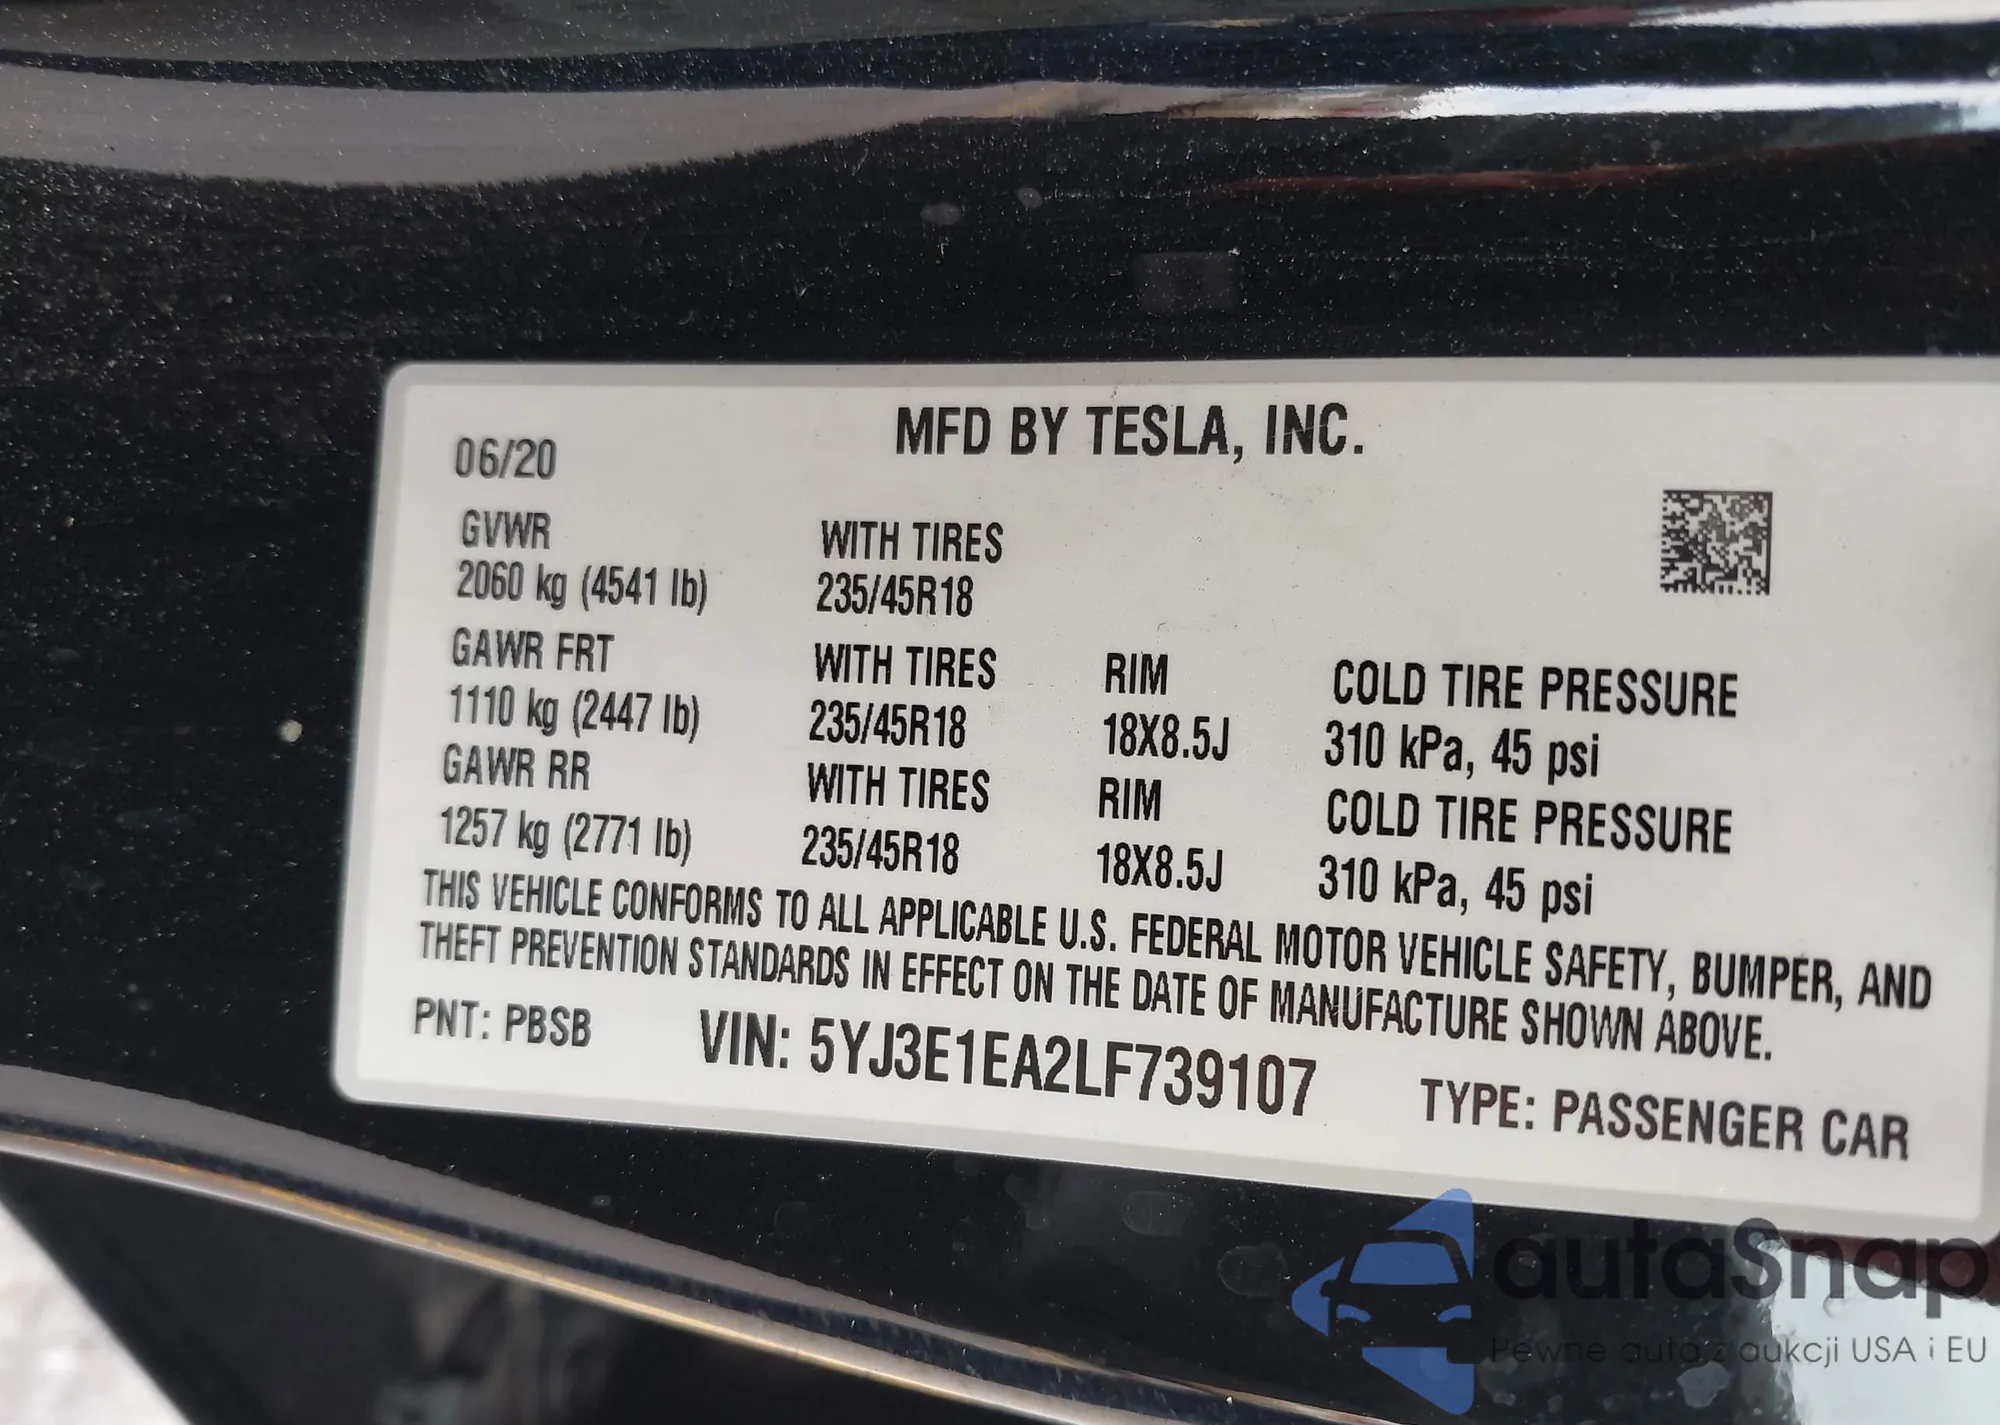 MFD BY TESLA, INC.
06/20
GVWR WITH TIRES
2060 kg (4541 lb) 235/45R18
GAWR FRT WITH TIRES RIM COLD TIRE PRESSURE
1110 kg (2447 lb) 235/45R18 18X8.5J 310 kPa, 45 psi
GAWR RR WITH TIRES RIM COLD TIRE PRESSURE
1257 kg (2771 lb) 235/45R18 18X8.5J 310 kPa, 45 psi
THIS VEHICLE CONFORMS TO ALL APPLICABLE U.S. FEDERAL MOTOR VEHICLE SAFETY, BUMPER, AND
THEFT PREVENTION STANDARDS IN EFFECT ON THE DATE OF MANUFACTURE SHOWN ABOVE.
PNT: PBSB VIN: 5YJ3E1EA2LF739107 TYPE: PASSENGER CAR
autaSnap
Pewne auta z aukcji USA i EU